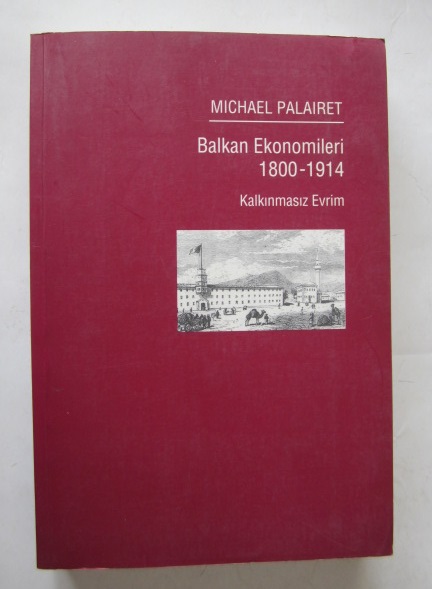 MICHAEL PALAIRET
Balkan Ekonomileri
1800-1914
Kalkınmasız Evrim